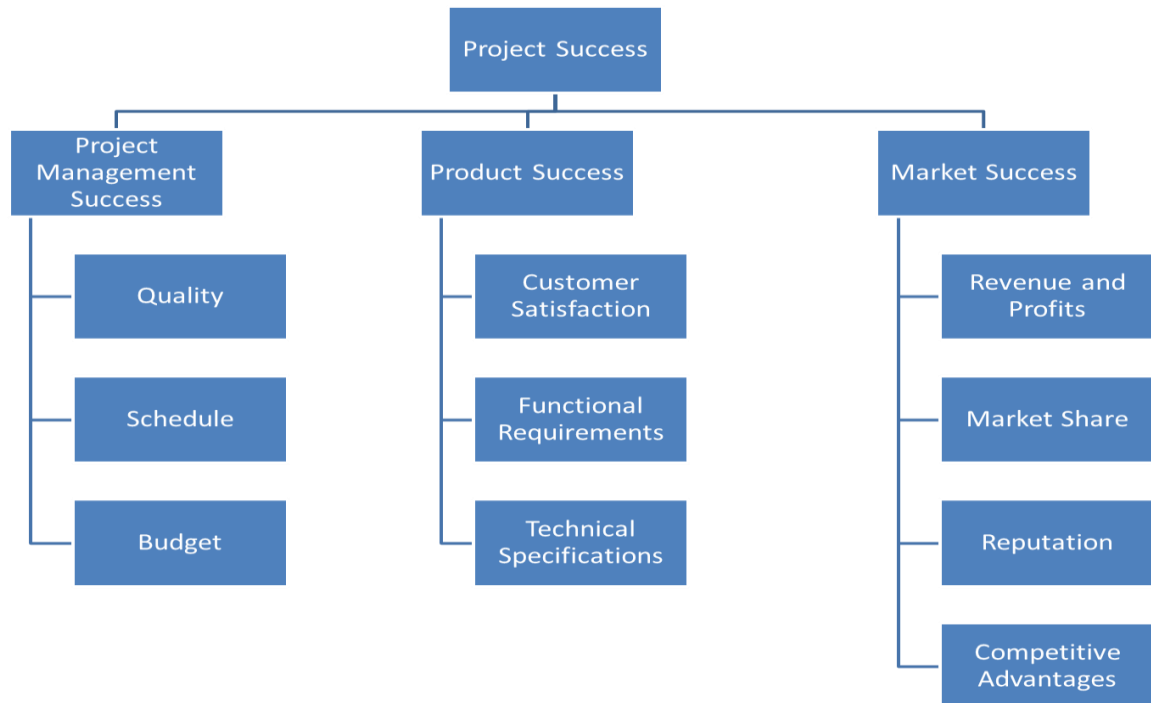 Project Success
Project
Management
Success
Product Success
Market Success
Quality
Customer
Satisfaction
Revenue and
Profits
Schedule
Functional
Requirements
Market Share
Budget
Technical
Specifications
Reputation
Competitive
Advantages